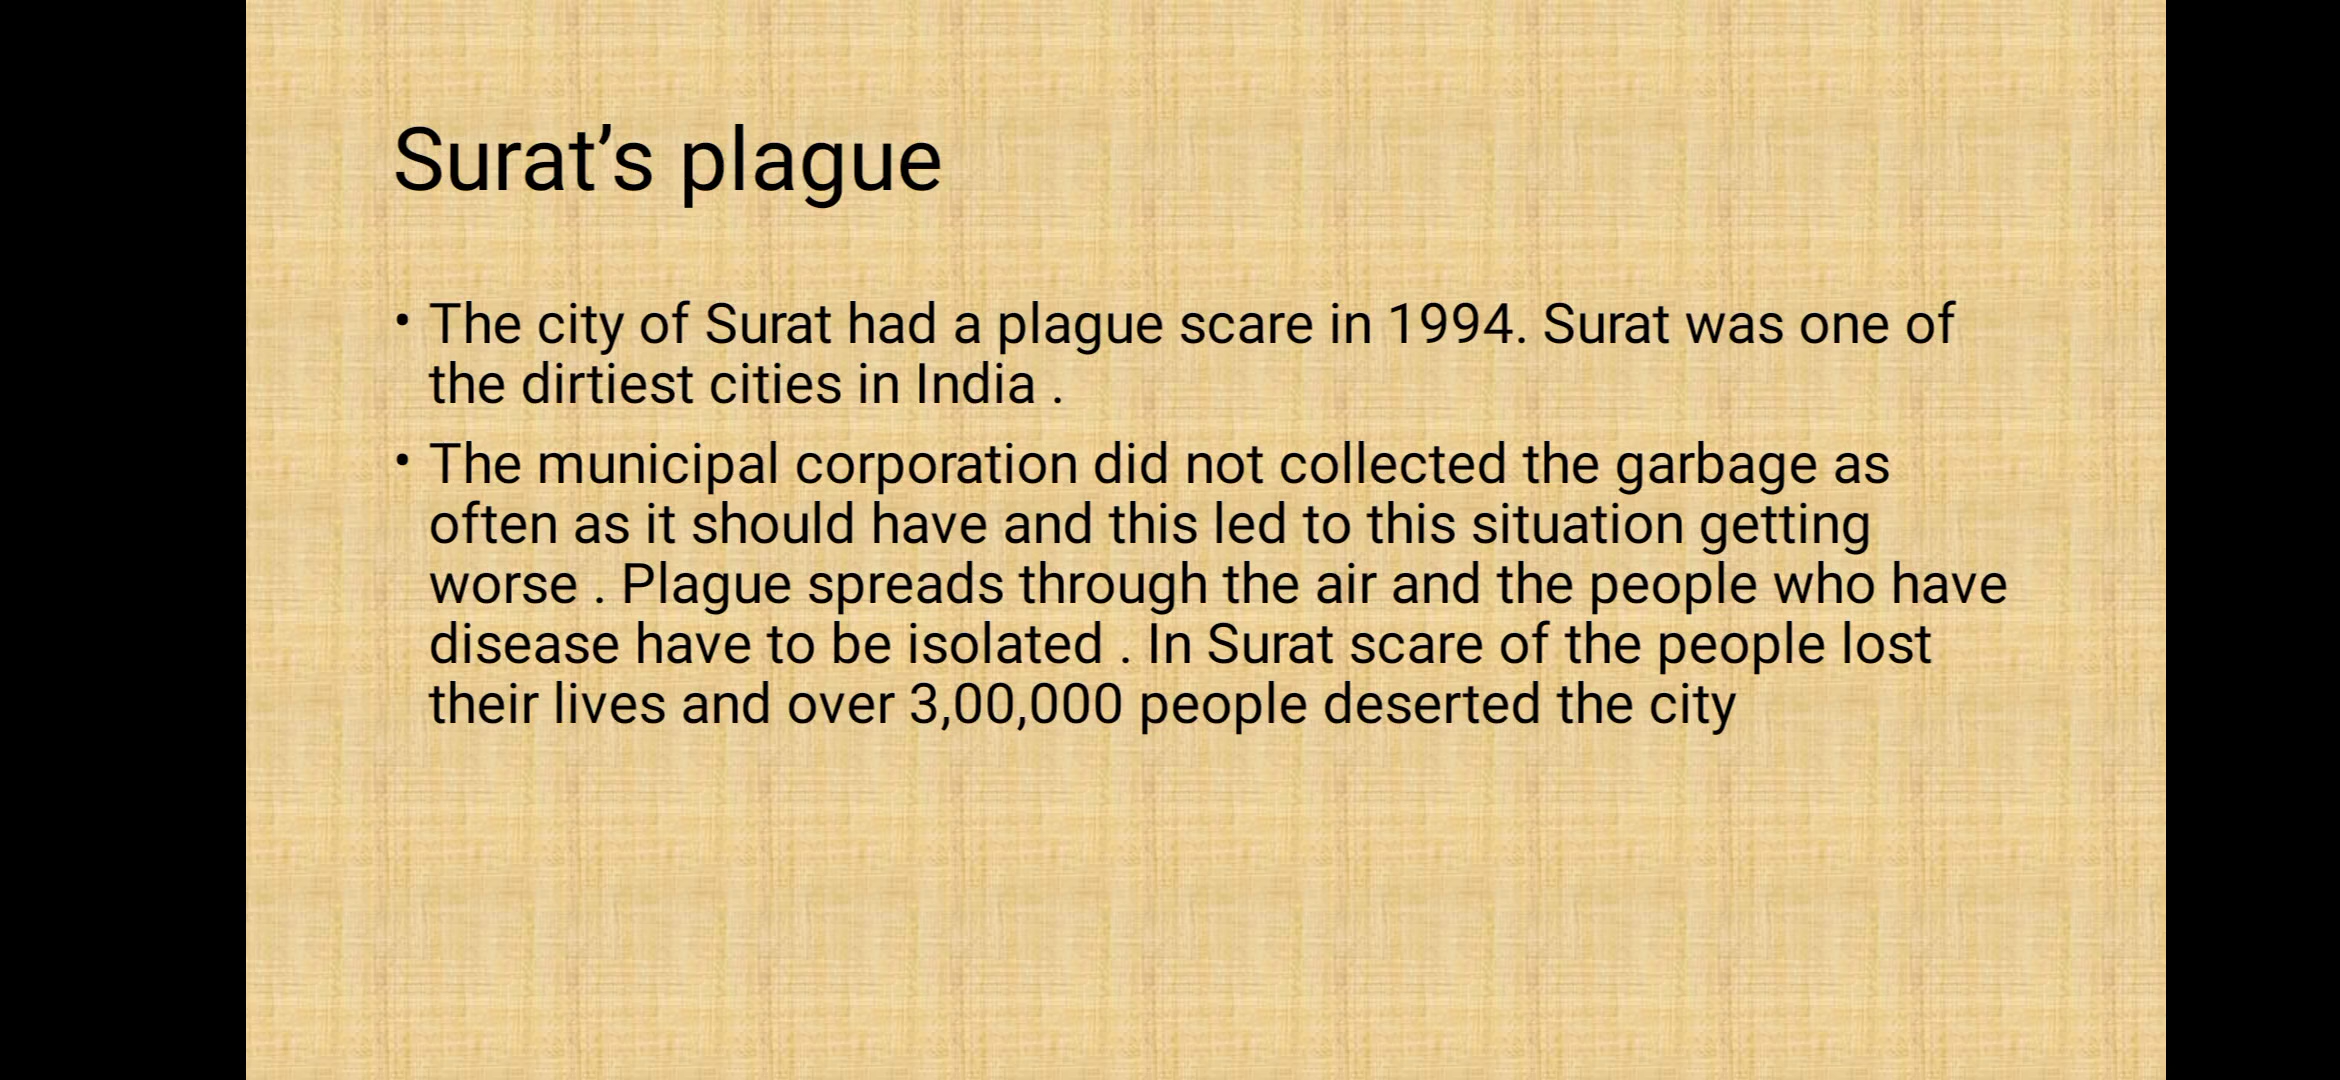 Surat’s plague
• The city of Surat had a plague scare in 1994. Surat was one of
the dirtiest cities in India .
• The municipal corporation did not collected the garbage as
often as it should have and this led to this situation getting
worse . Plague spreads through the air and the people who have
disease have to be isolated . In Surat scare of the people lost
their lives and over 3,00,000 people deserted the city